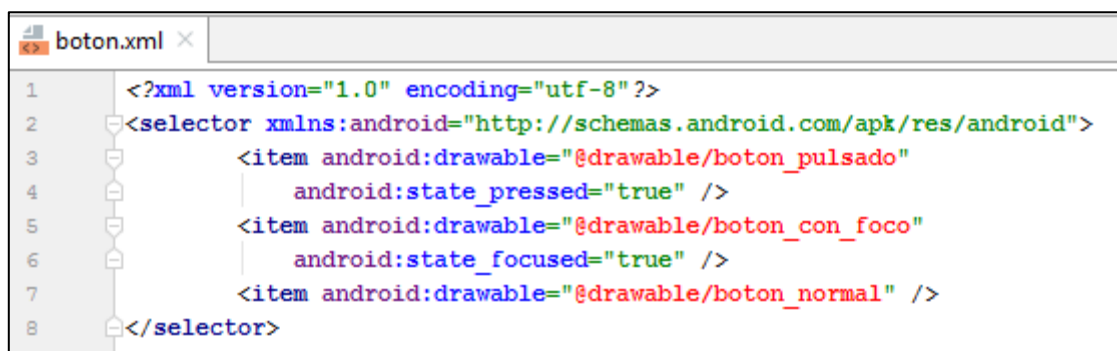 boton.xml
1 <?xml version="1.0" encoding="utf-8"?>
2 <selector xmlns:android="http://schemas.android.com/apk/res/android">
3 <item android:drawable="@drawable/boton_pulsado"
4 android:state_pressed="true" />
5 <item android:drawable="@drawable/boton_con_foco"
6 android:state_focused="true" />
7 <item android:drawable="@drawable/boton_normal" />
8 </selector>